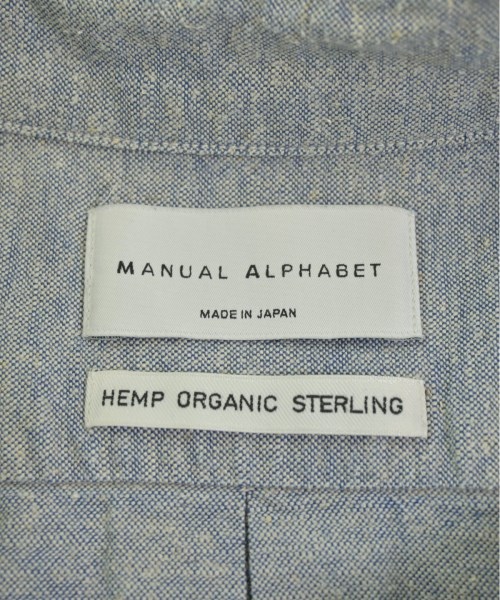 MANUAL ALPHABET
MADE IN JAPAN
HEMP ORGANIC STERLING